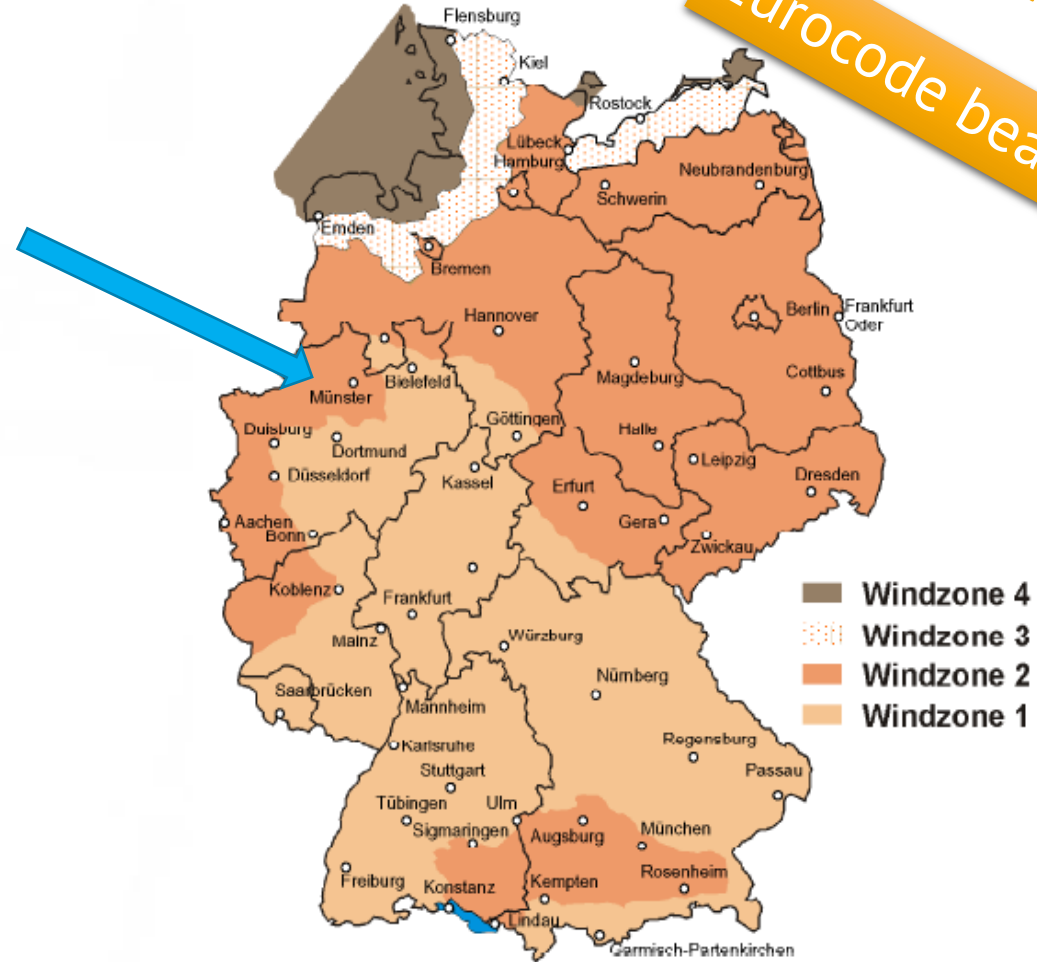 Eurocode bea
Flensburg
Kiel
Rostock
Lübeck
Hamburg
Neubrandenburg
Schwerin
Emden
Bremen
Hannover
Berlin
Frankfurt
Oder
Magdeburg
Cottbus
Bielefeld
Münster
Göttingen
Duisburg
Dortmund
Halle
Leipzig
Düsseldorf
Kassel
Erfurt
Dresden
Aachen
Bonn
Gera
Zwickau
Koblenz
Frankfurt
Mainz
Würzburg
Saarbrücken
Nürnberg
Mannheim
Karlsruhe
Regensburg
Stuttgart
Passau
Tübingen
Ulm
Sigmaringen
Augsburg
München
Freiburg
Konstanz
Kempten
Rosenheim
Lindau
Garmisch-Partenkirchen
Windzone 4
Windzone 3
Windzone 2
Windzone 1